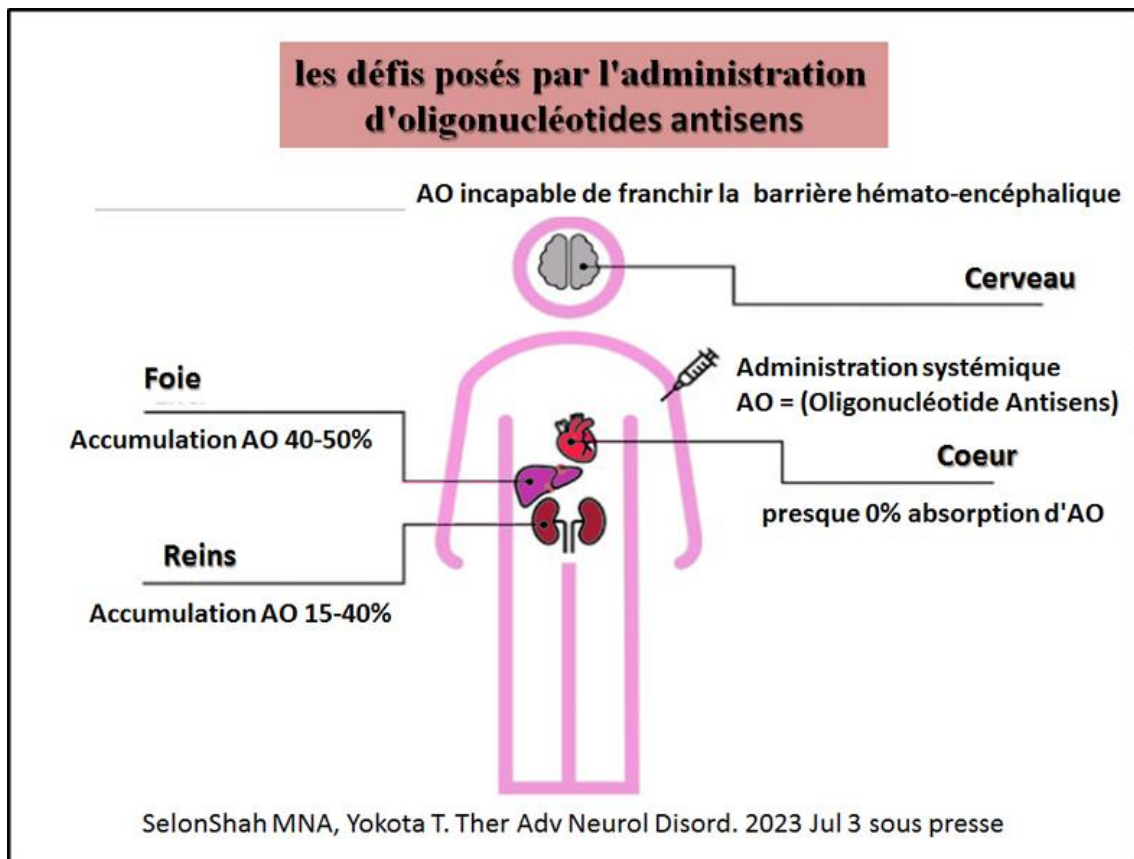 les défis posés par l'administration
d'oligonucléotides antisens
AO incapable de franchir la barrière hémato-encéphalique
Cerveau
Administration systémique
AO = (Oligonucléotide Antisens)
Foie
Accumulation AO 40-50%
Coeur
presque 0% absorption d'AO
Reins
Accumulation AO 15-40%
SelonShah MNA, Yokota T. Ther Adv Neurol Disord. 2023 Jul 3 sous presse